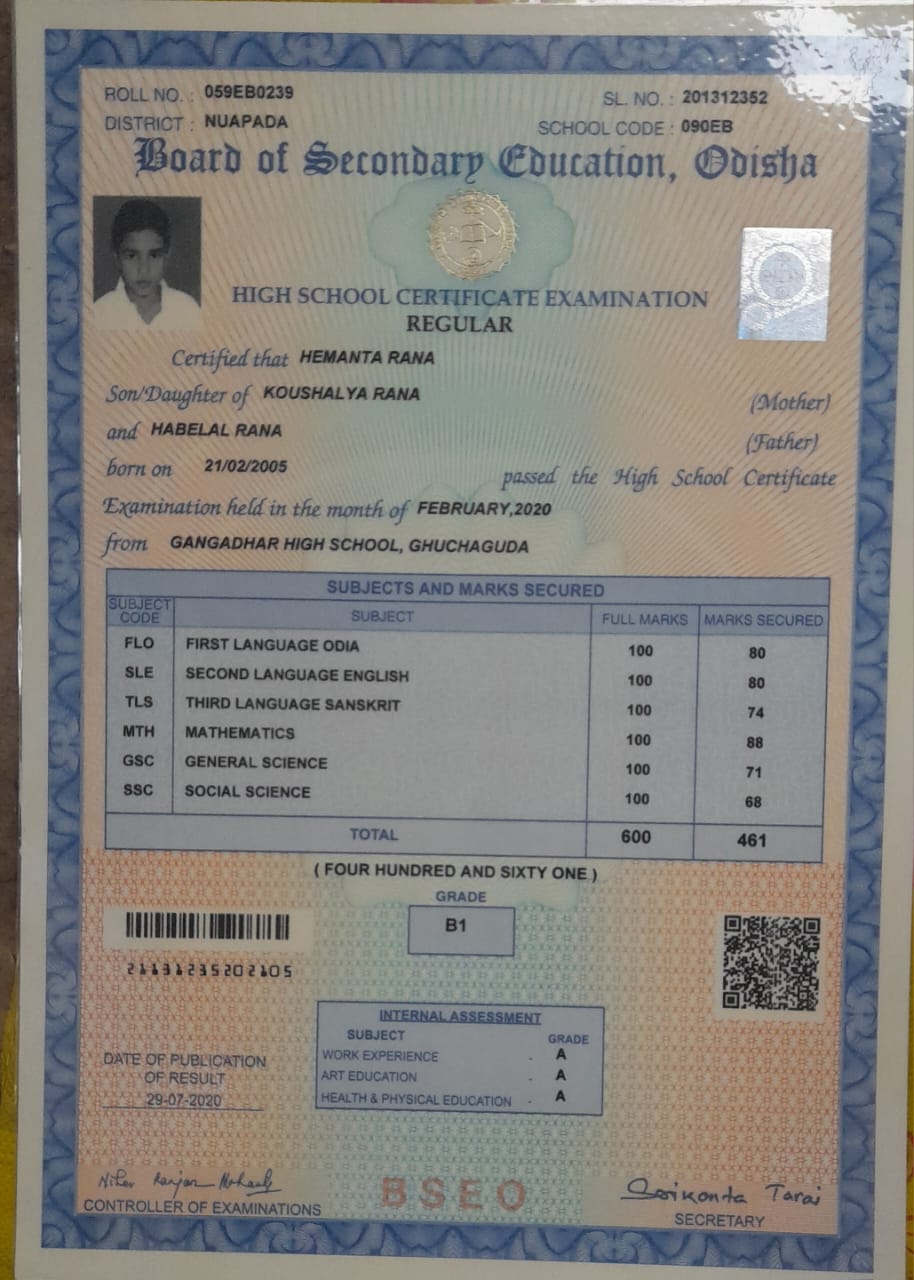 ROLL NO. : 059EB0239
SL. NO. : 201312352
DISTRICT : NUAPADA
SCHOOL CODE : 090EB
Board of Secondary Education, Odisha
HIGH SCHOOL CERTIFICATE EXAMINATION
REGULAR
Certified that HEMANTA RANA
Son/Daughter of KOUSHALYA RANA (Mother)
and HABELAL RANA (Father)
born on 21/02/2005 passed the High School Certificate
Examination held in the month of FEBRUARY,2020
from GANGADHAR HIGH SCHOOL, GHUCHAGUDA
SUBJECTS AND MARKS SECURED
SUBJECT CODE SUBJECT FULL MARKS MARKS SECURED
FLO FIRST LANGUAGE ODIA 100 80
SLE SECOND LANGUAGE ENGLISH 100 80
TLS THIRD LANGUAGE SANSKRIT 100 74
MTH MATHEMATICS 100 88
GSC GENERAL SCIENCE 100 71
SSC SOCIAL SCIENCE 100 68
TOTAL 600 461
( FOUR HUNDRED AND SIXTY ONE )
GRADE
B1
21131235202105
INTERNAL ASSESSMENT
SUBJECT GRADE
WORK EXPERIENCE - A
ART EDUCATION - A
HEALTH & PHYSICAL EDUCATION - A
DATE OF PUBLICATION
OF RESULT
29-07-2020
Nihar Ranjan Mohanty
CONTROLLER OF EXAMINATIONS
BSEO
Srikanta Tarai
SECRETARY